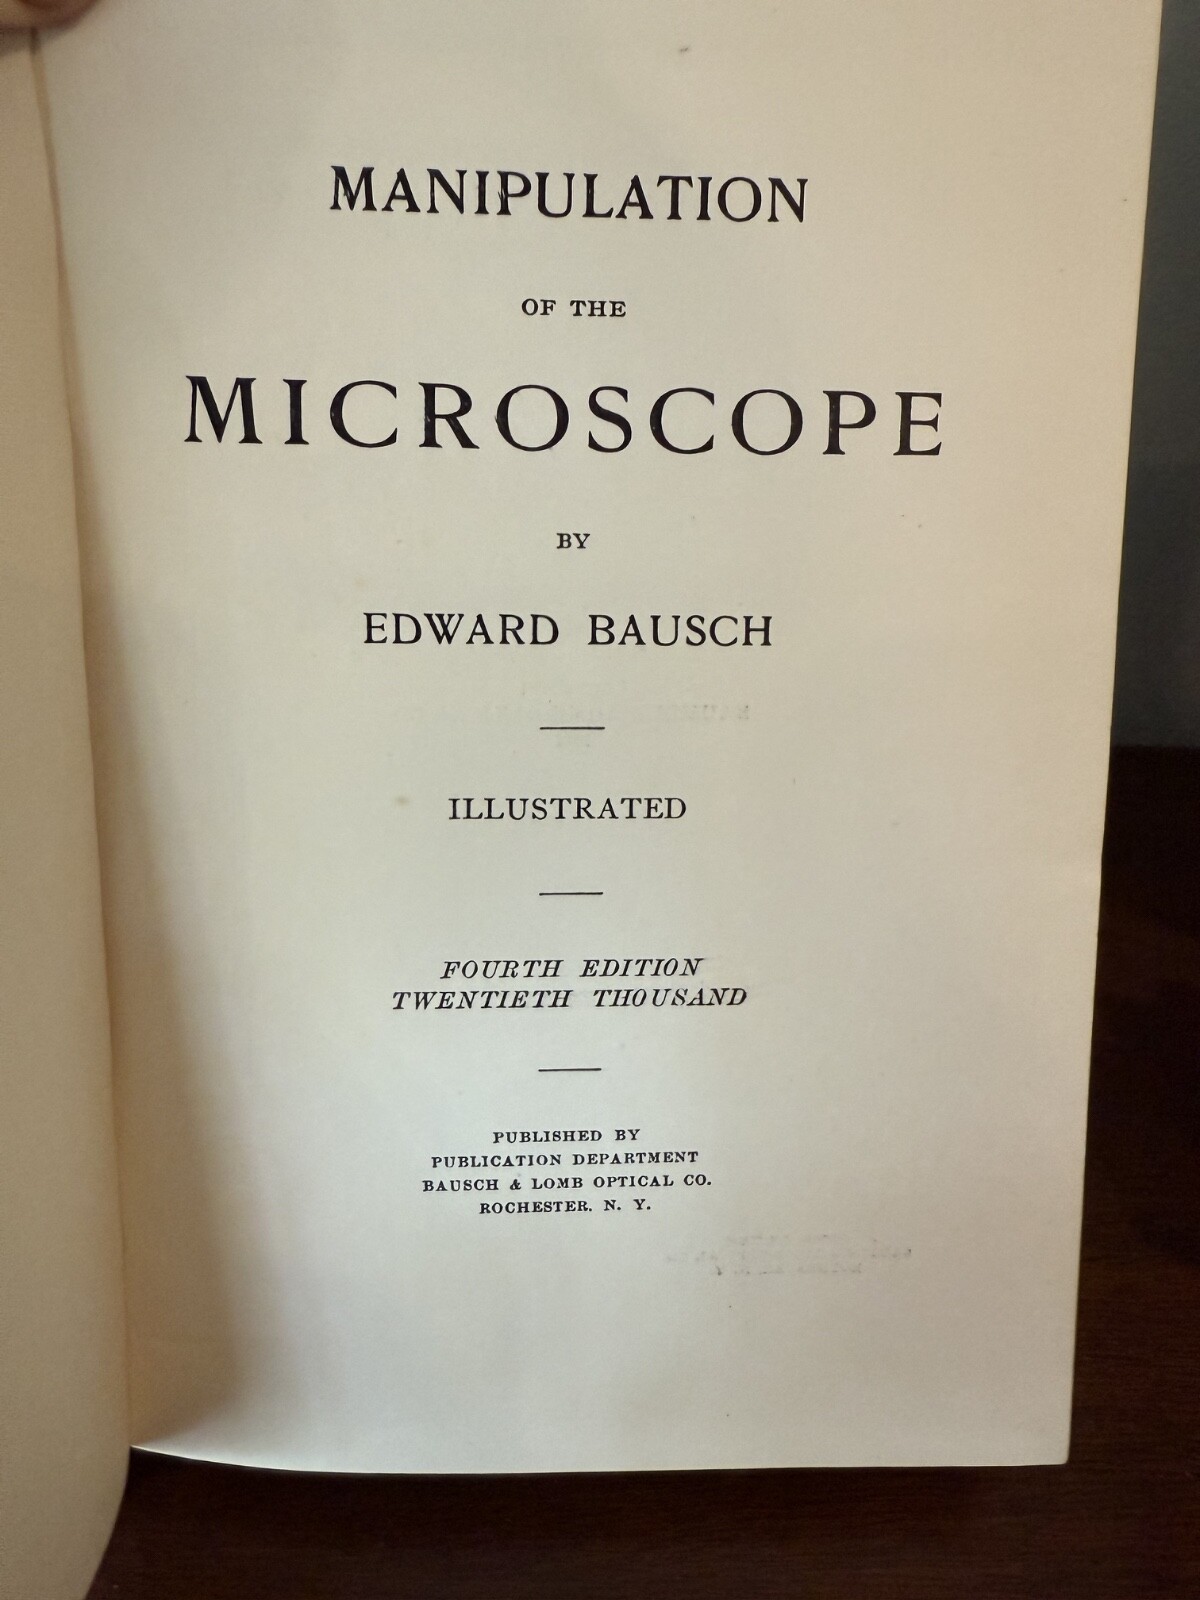 MANIPULATION
OF THE
MICROSCOPE
BY
EDWARD BAUSCH
ILLUSTRATED
FOURTH EDITION
TWENTIETH THOUSAND
PUBLISHED BY
PUBLICATION DEPARTMENT
BAUSCH & LOMB OPTICAL CO.
ROCHESTER, N. Y.